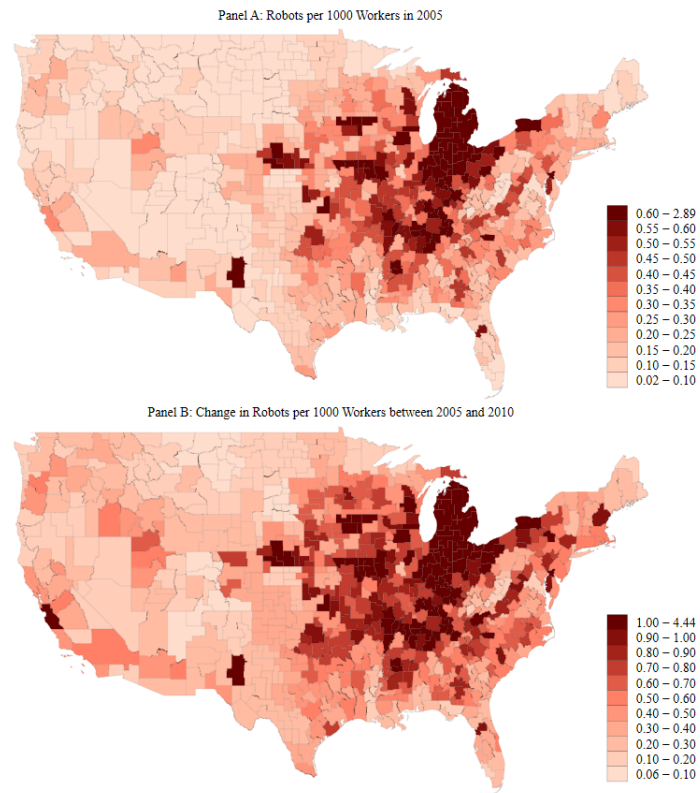 Panel A: Robots per 1000 Workers in 2005
0.60 – 2.89
0.55 – 0.60
0.50 – 0.55
0.45 – 0.50
0.40 – 0.45
0.35 – 0.40
0.30 – 0.35
0.25 – 0.30
0.20 – 0.25
0.15 – 0.20
0.10 – 0.15
0.02 – 0.10
Panel B: Change in Robots per 1000 Workers between 2005 and 2010
1.00 – 4.44
0.90 – 1.00
0.80 – 0.90
0.70 – 0.80
0.60 – 0.70
0.50 – 0.60
0.40 – 0.50
0.30 – 0.40
0.20 – 0.30
0.10 – 0.20
0.06 – 0.10